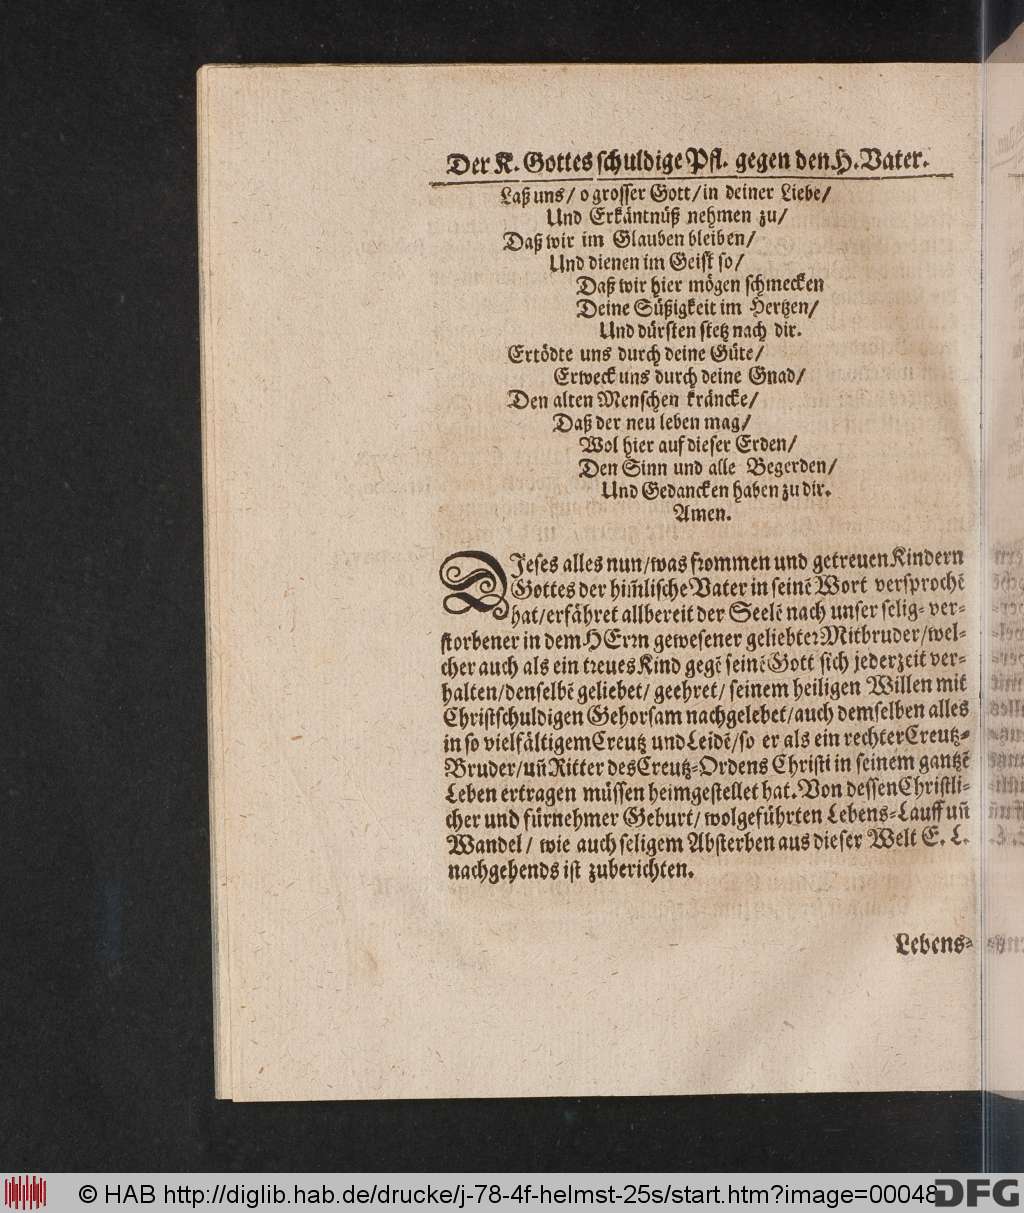 Der K. Gottes schuldige Pfl. gegen den H. Vater.
Laß uns/ o grosser Gott/ in deiner Liebe/
Und Erkäntnüß nehmen zu/
Daß wir im Glauben bleiben/
Und dienen im Geist so/
Daß wir hier mögen schmecken
Deine Süßigkeit im Hertzen/
Und dürsten stetz nach dir.
Ertödte uns durch deine Güte/
Erweck uns durch deine Gnad/
Den alten Menschen kräncke/
Daß der neu leben mag/
Wol hier auf dieser Erden/
Den Sinn und alle Begerden/
Und Gedancken haben zu dir.
Amen.
DIeses alles nun/ was frommen und getreuen Kindern
Gottes der him̃lische Vater in seinẽ Wort versprochẽ
hat/ erfähret allbereit der Seelẽ nach unser selig-ver-
storbener in dem HErrn gewesener geliebter Mitbruder/ wel-
cher auch als ein treues Kind gegẽ seinẽ Gott sich jederzeit ver-
halten/ denselbẽ geliebet/ geehret/ seinem heiligen Willen mit
Christschuldigen Gehorsam nachgelebet/ auch demselben alles
in so vielfältigem Creutz und Leidẽ/ so er als ein rechter Creutz-
Bruder/ uñ Ritter des Creutz-Ordens Christi in seinem gantzẽ
Leben ertragen müssen heimgestellet hat. Von dessen Christli-
cher und fürnehmer Geburt/ wolgeführten Lebens-Lauff uñ
Wandel/ wie auch seligem Absterben aus dieser Welt E. L.
nachgehends ist zuberichten.
Lebens-
© HAB http://diglib.hab.de/drucke/j-78-4f-helmst-25s/start.htm?image=00048
DFG